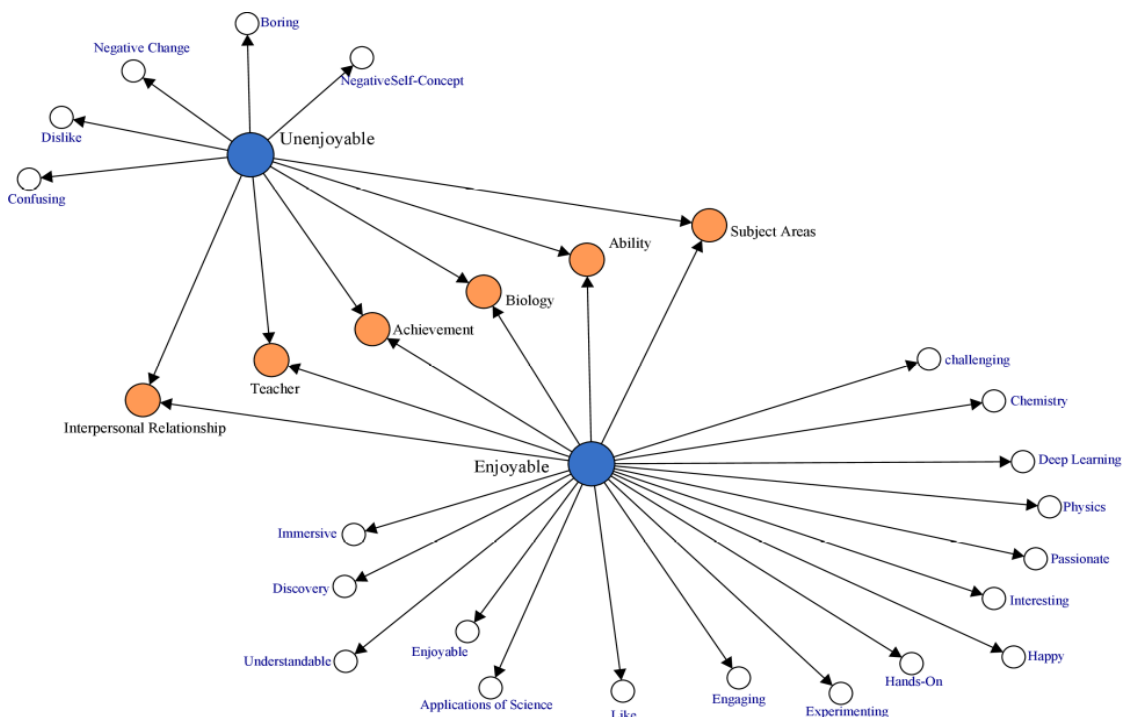 Boring
Negative Change
NegativeSelf-Concept
Dislike
Unenjoyable
Confusing
Subject Areas
Ability
Biology
Achievement
Teacher
Interpersonal Relationship
challenging
Chemistry
Enjoyable
Deep Learning
Physics
Immersive
Passionate
Discovery
Interesting
Enjoyable
Understandable
Happy
Hands-On
Engaging
Applications of Science
Like
Experimenting